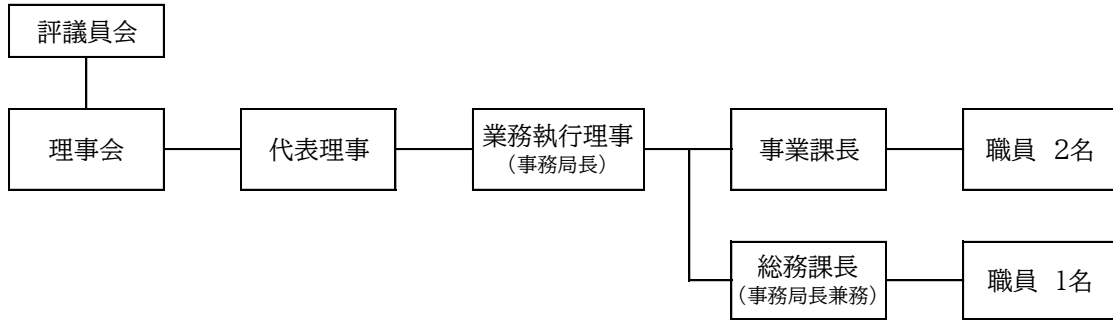 評議員会
理事会
代表理事
業務執行理事
（事務局長）
事業課長
職員 2名
総務課長
（事務局長兼務）
職員 1名